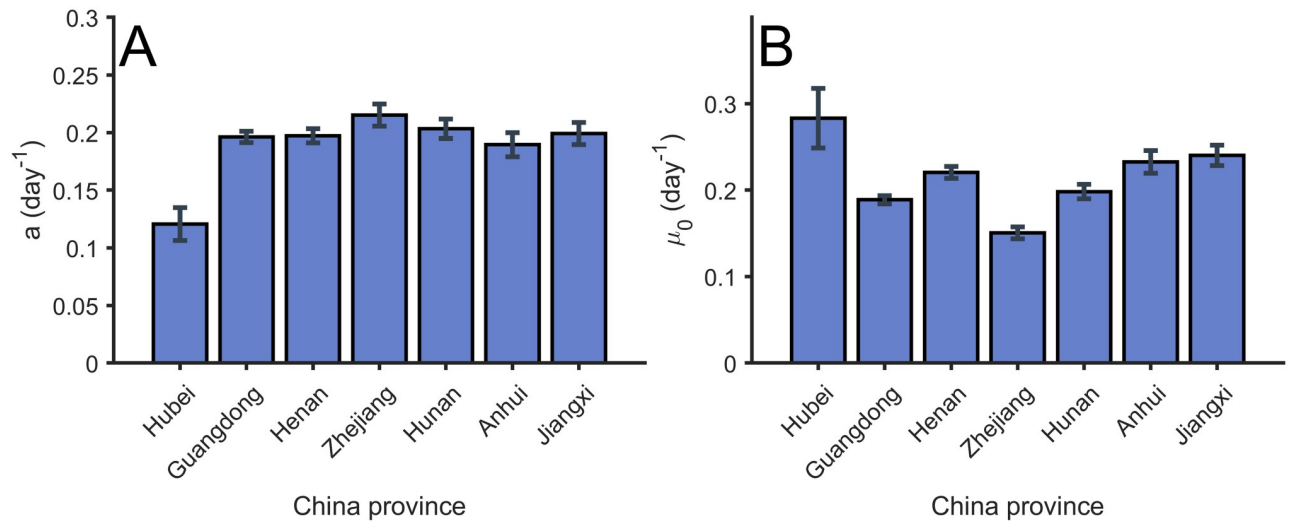 A
a (day⁻¹)
0.3
0.25
0.2
0.15
0.1
0.05
0
Hubei
Guangdong
Henan
Zhejiang
Hunan
Anhui
Jiangxi
China province
B
μ₀ (day⁻¹)
0.3
0.2
0.1
0
Hubei
Guangdong
Henan
Zhejiang
Hunan
Anhui
Jiangxi
China province